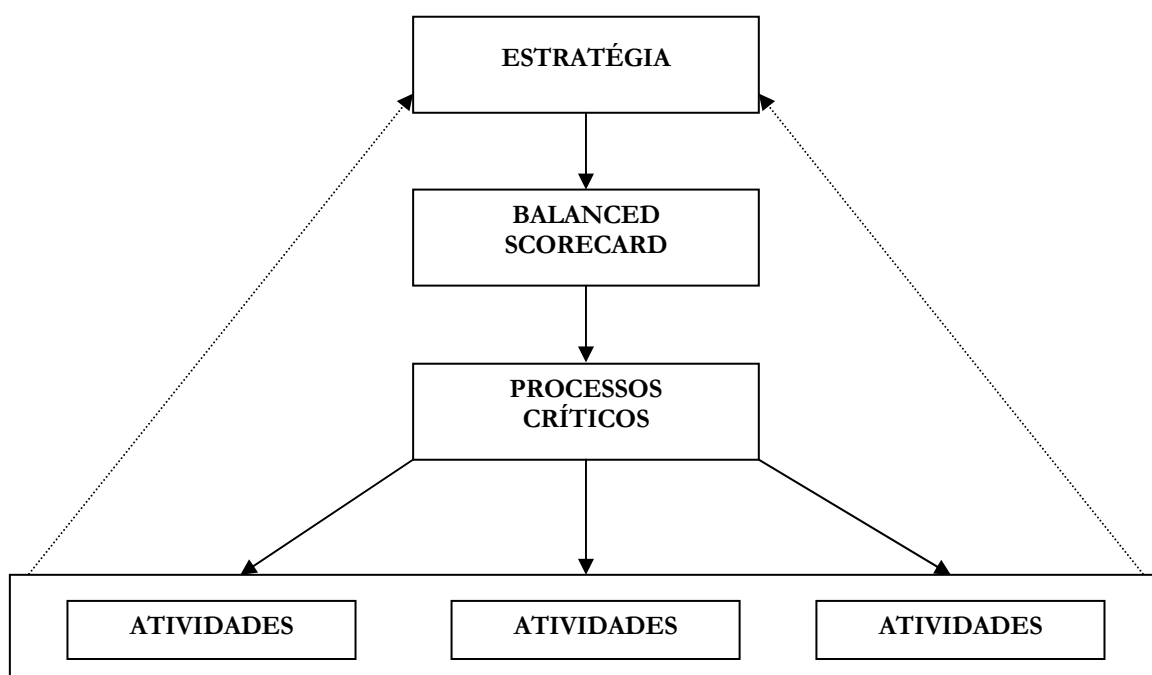 ESTRATÉGIA
BALANCED
SCORECARD
PROCESSOS
CRÍTICOS
ATIVIDADES
ATIVIDADES
ATIVIDADES